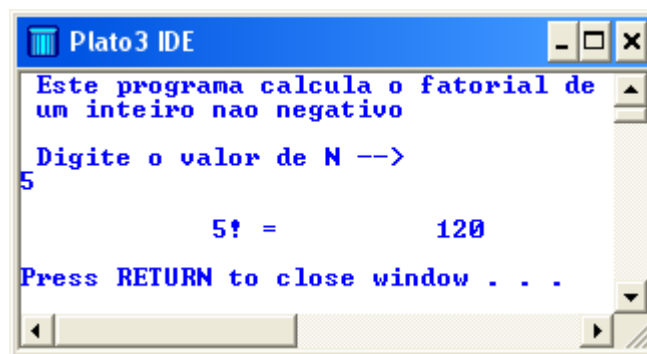 Plato3 IDE
Este programa calcula o fatorial de
um inteiro nao negativo
Digite o valor de N -->
5
5! = 120
Press RETURN to close window . . .